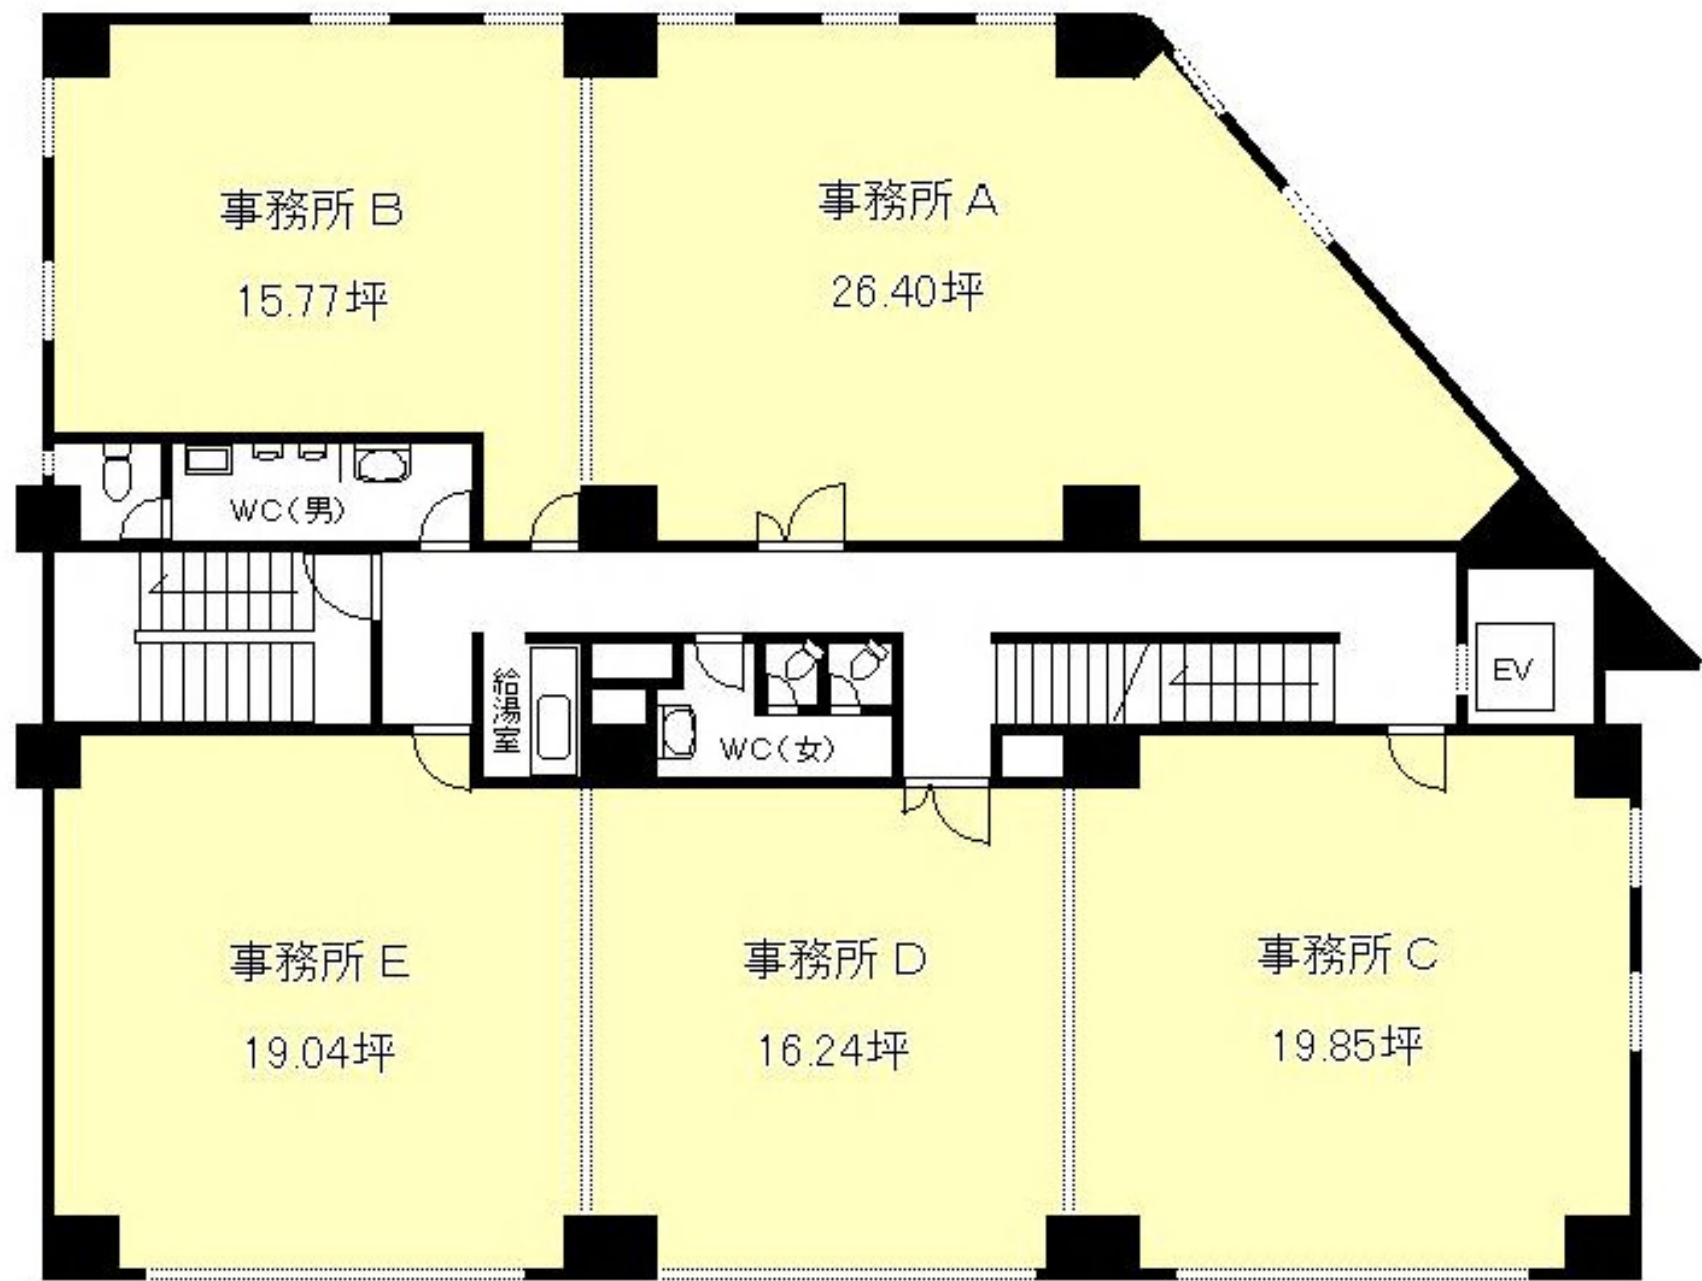 事務所 B
15.77坪
事務所 A
26.40坪
WC(男)
給湯室
WC(女)
EV
事務所 E
19.04坪
事務所 D
16.24坪
事務所 C
19.85坪